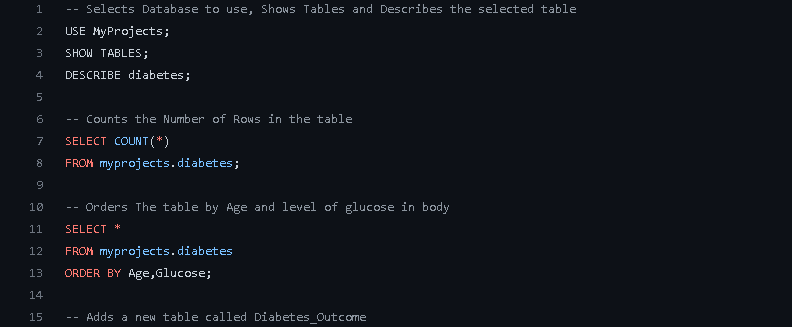 1 -- Selects Database to use, Shows Tables and Describes the selected table
2 USE MyProjects;
3 SHOW TABLES;
4 DESCRIBE diabetes;
5
6 -- Counts the Number of Rows in the table
7 SELECT COUNT(*)
8 FROM myprojects.diabetes;
9
10 -- Orders The table by Age and level of glucose in body
11 SELECT *
12 FROM myprojects.diabetes
13 ORDER BY Age,Glucose;
14
15 -- Adds a new table called Diabetes_Outcome